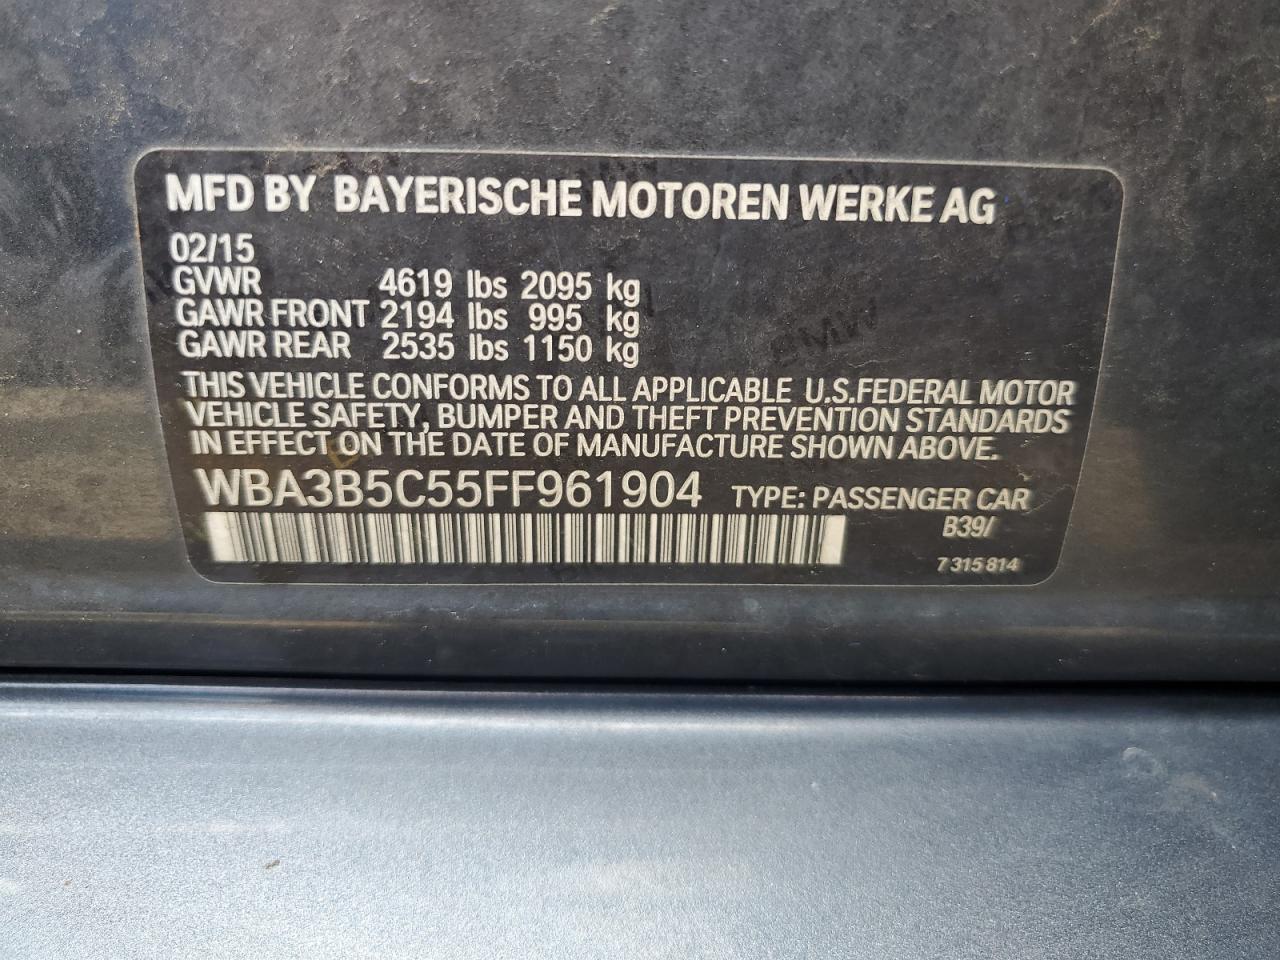 MFD BY BAYERISCHE MOTOREN WERKE AG
02/15
GVWR 4619 lbs 2095 kg
GAWR FRONT 2194 lbs 995 kg
GAWR REAR 2535 lbs 1150 kg
THIS VEHICLE CONFORMS TO ALL APPLICABLE U.S.FEDERAL MOTOR
VEHICLE SAFETY, BUMPER AND THEFT PREVENTION STANDARDS
IN EFFECT ON THE DATE OF MANUFACTURE SHOWN ABOVE.
WBA3B5C55FF961904 TYPE: PASSENGER CAR
B39/
7 315 814